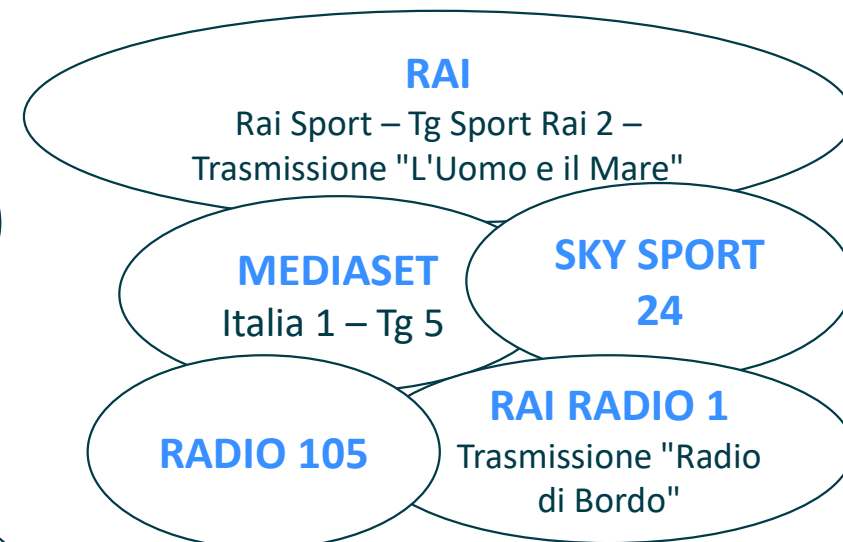 RAI
Rai Sport – Tg Sport Rai 2 –
Trasmissione "L'Uomo e il Mare"
MEDIASET
Italia 1 – Tg 5
SKY SPORT
24
RADIO 105
RAI RADIO 1
Trasmissione "Radio
di Bordo"